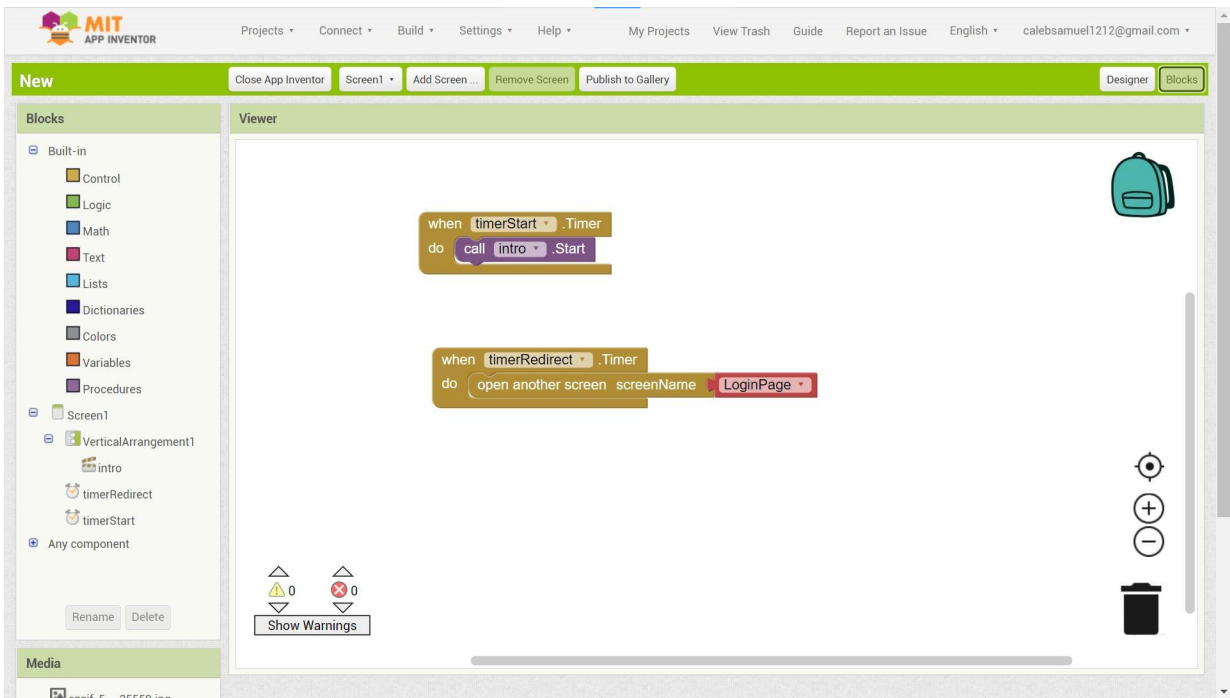 MIT
APP INVENTOR
Projects Connect Build Settings Help My Projects View Trash Guide Report an Issue English calebsamuel1212@gmail.com
New Close App Inventor Screen1 Add Screen ... Remove Screen Publish to Gallery Designer Blocks
Blocks
Built-in
Control
Logic
Math
Text
Lists
Dictionaries
Colors
Variables
Procedures
Screen1
VerticalArrangement1
intro
timerRedirect
timerStart
Any component
Rename Delete
Media
Viewer
when timerStart .Timer
do call intro .Start
when timerRedirect .Timer
do open another screen screenName LoginPage
0 0
Show Warnings